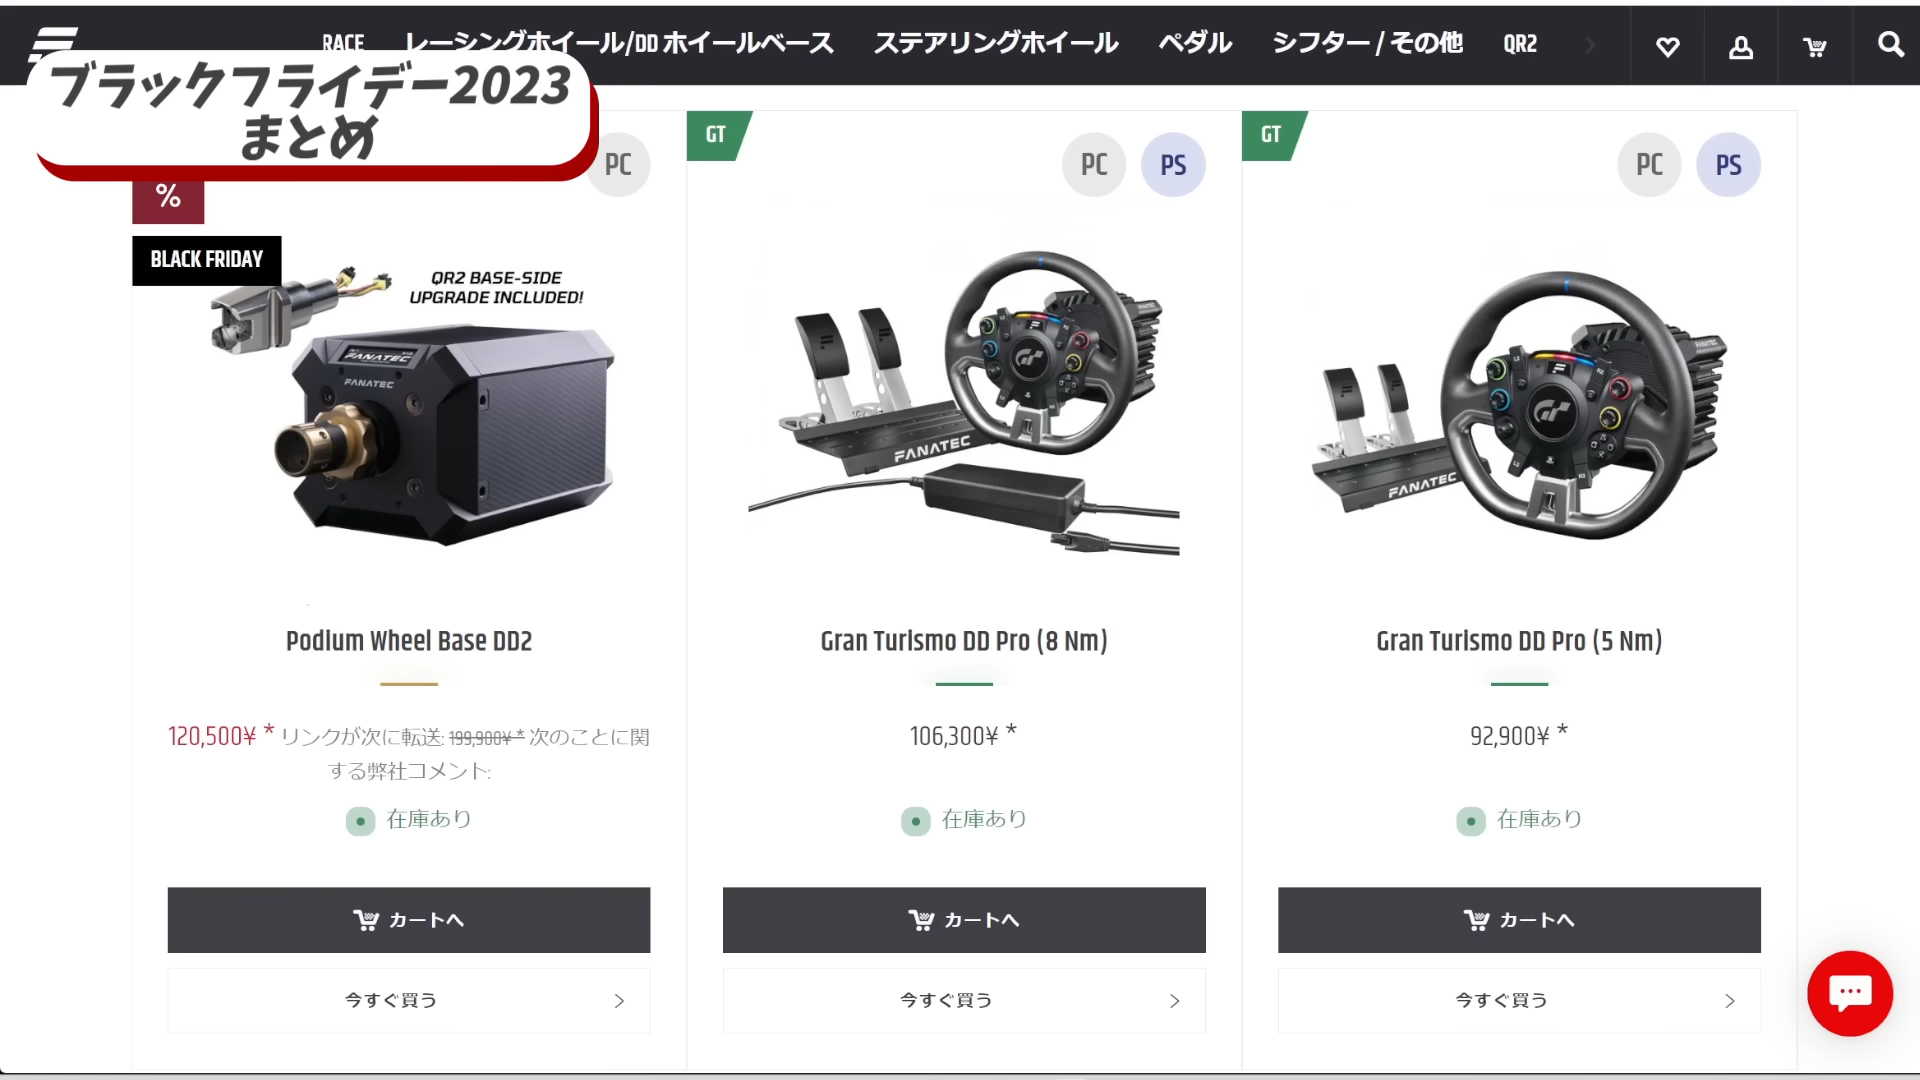 RACE
レーシングホイール/DD ホイールベース
ステアリングホイール
ペダル
シフター / その他
QR2
ブラックフライデー2023
まとめ
%
BLACK FRIDAY
PC
QR2 BASE-SIDE
UPGRADE INCLUDED!
FANATEC
FANATEC
Podium Wheel Base DD2
120,500¥ * リンクが次に転送: 199,900¥ * 次のことに関
する弊社コメント:
在庫あり
カートへ
今すぐ買う
GT
PC
PS
FANATEC
Gran Turismo DD Pro (8 Nm)
106,300¥ *
在庫あり
カートへ
今すぐ買う
GT
PC
PS
FANATEC
Gran Turismo DD Pro (5 Nm)
92,900¥ *
在庫あり
カートへ
今すぐ買う